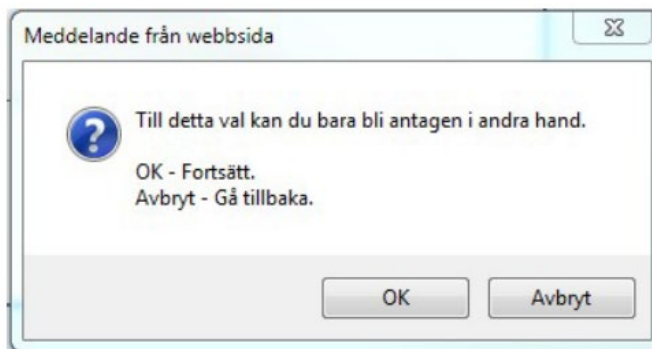 Meddelande från webbsida
Till detta val kan du bara bli antagen i andra hand.
OK - Fortsätt.
Avbryt - Gå tillbaka.
OK
Avbryt